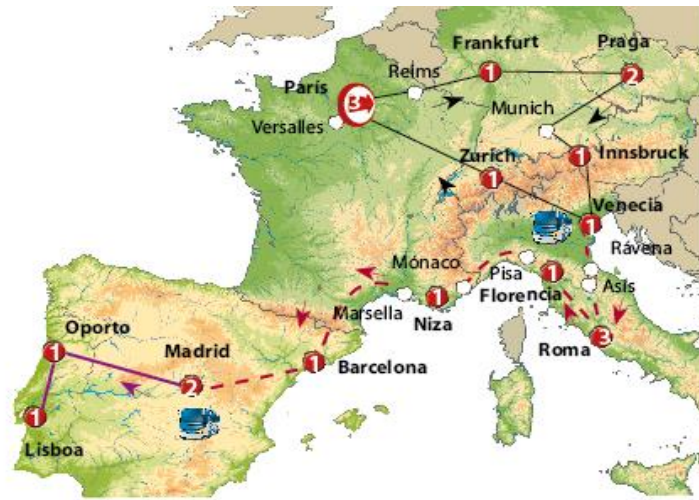 Frankfurt
Praga
2
1
Reims
París
3
Munich
Versalles
Innsbruck
1
Zurich
1
Venecia
1
Rávena
Mónaco
Pisa
Asis
1
Florencia
1
Marsella
Niza
Oporto
1
Madrid
2
Roma
3
1
Barcelona
1
Lisboa